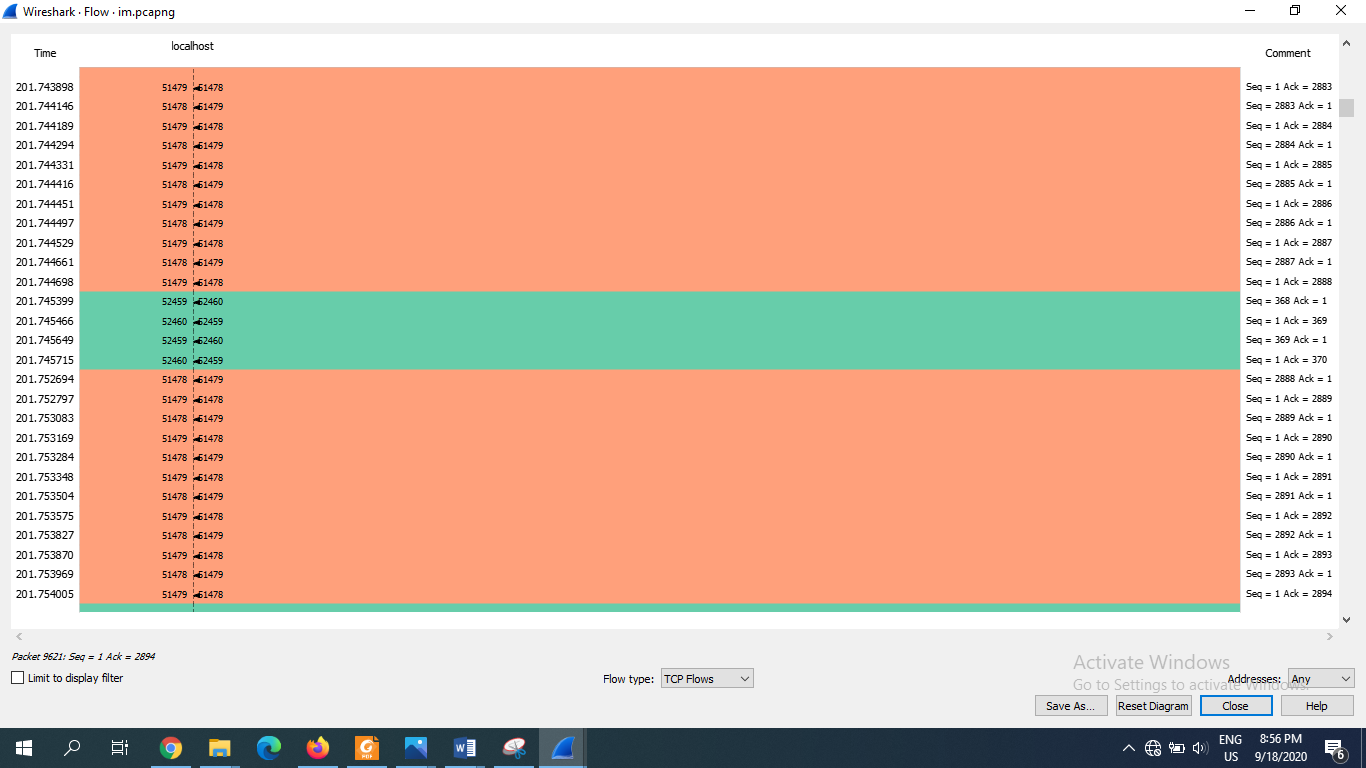 Wireshark · Flow · im.pcapng
Time localhost Comment
201.743898 51479 51478 Seq = 1 Ack = 2883
201.744146 51478 51479 Seq = 2883 Ack = 1
201.744189 51479 51478 Seq = 1 Ack = 2884
201.744294 51478 51479 Seq = 2884 Ack = 1
201.744331 51479 51478 Seq = 1 Ack = 2885
201.744416 51478 51479 Seq = 2885 Ack = 1
201.744451 51479 51478 Seq = 1 Ack = 2886
201.744497 51478 51479 Seq = 2886 Ack = 1
201.744529 51479 51478 Seq = 1 Ack = 2887
201.744661 51478 51479 Seq = 2887 Ack = 1
201.744698 51479 51478 Seq = 1 Ack = 2888
201.745399 52459 52460 Seq = 368 Ack = 1
201.745466 52460 52459 Seq = 1 Ack = 369
201.745649 52459 52460 Seq = 369 Ack = 1
201.745715 52460 52459 Seq = 1 Ack = 370
201.752694 51478 51479 Seq = 2888 Ack = 1
201.752797 51479 51478 Seq = 1 Ack = 2889
201.753083 51478 51479 Seq = 2889 Ack = 1
201.753169 51479 51478 Seq = 1 Ack = 2890
201.753284 51478 51479 Seq = 2890 Ack = 1
201.753348 51479 51478 Seq = 1 Ack = 2891
201.753504 51478 51479 Seq = 2891 Ack = 1
201.753575 51479 51478 Seq = 1 Ack = 2892
201.753827 51478 51479 Seq = 2892 Ack = 1
201.753870 51479 51478 Seq = 1 Ack = 2893
201.753969 51478 51479 Seq = 2893 Ack = 1
201.754005 51479 51478 Seq = 1 Ack = 2894
Packet 9621: Seq = 1 Ack = 2894
Activate Windows
Limit to display filter Flow type: TCP Flows Addresses: Any
Go to Settings to activate Windows.
Save As... Reset Diagram Close Help
PDF
ENG 8:56 PM
US 9/18/2020 6